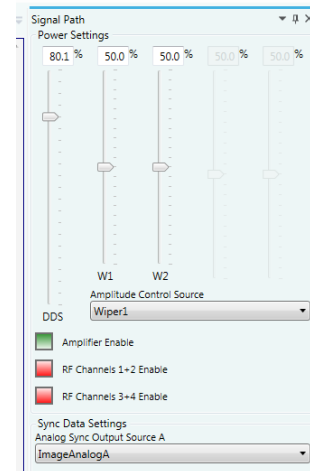 Signal Path
Power Settings
80.1 % 50.0 % 50.0 % 50.0 % 50.0 %
W1 W2
Amplitude Control Source
DDS Wiper1
Amplifier Enable
RF Channels 1+2 Enable
RF Channels 3+4 Enable
Sync Data Settings
Analog Sync Output Source A
ImageAnalogA